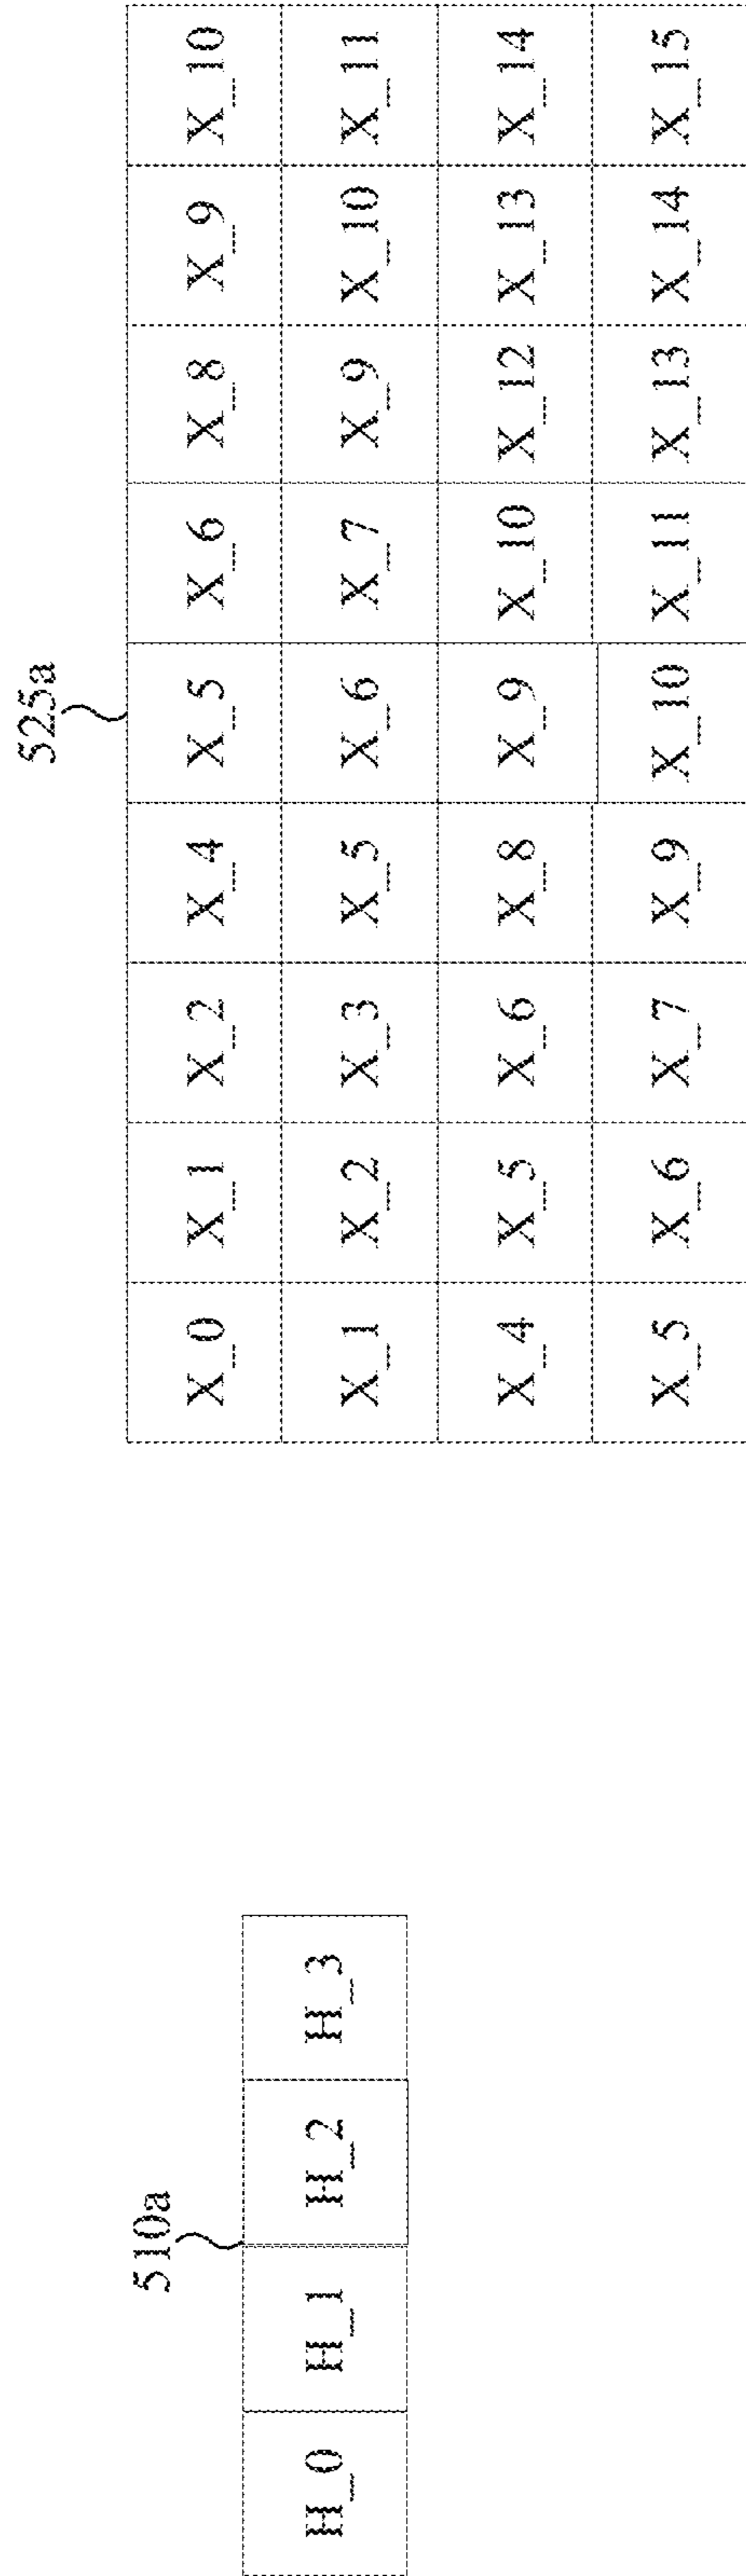 510a
H_0 H_1 H_2 H_3
525a
X_0 X_1 X_2 X_4 X_5 X_6 X_8 X_9 X_10
X_1 X_2 X_3 X_5 X_6 X_7 X_9 X_10 X_11
X_4 X_5 X_6 X_8 X_9 X_10 X_12 X_13 X_14
X_5 X_6 X_7 X_9 X_10 X_11 X_13 X_14 X_15